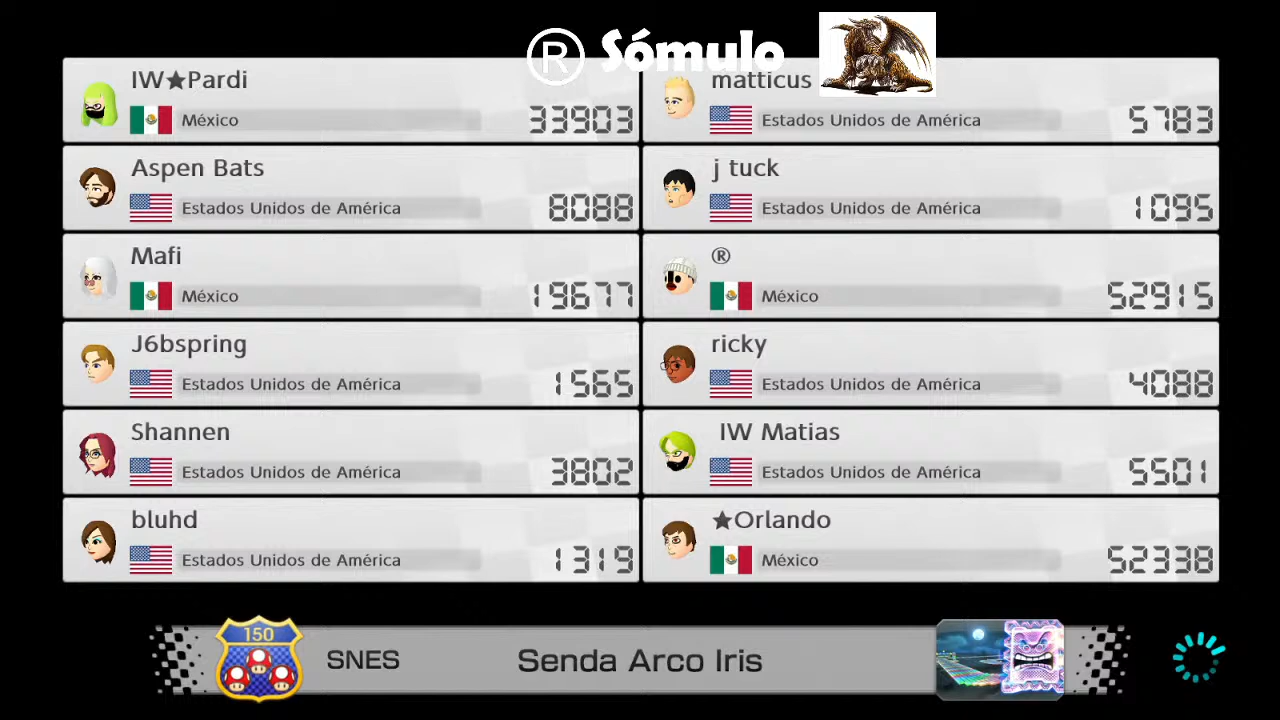 ® Sómulo
IW★Pardi
México
33903
matticus
Estados Unidos de América
5783
Aspen Bats
Estados Unidos de América
8088
j tuck
Estados Unidos de América
1095
Mafi
México
19677
®
México
52915
J6bspring
Estados Unidos de América
1565
ricky
Estados Unidos de América
4088
Shannen
Estados Unidos de América
3802
IW Matias
Estados Unidos de América
5501
bluhd
Estados Unidos de América
1319
★Orlando
México
52338
150
SNES
Senda Arco Iris